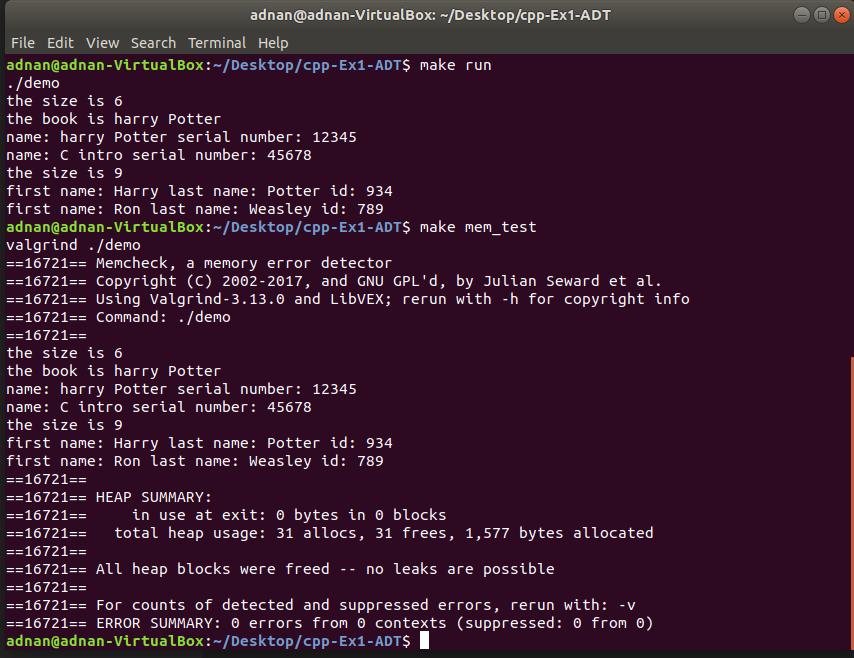 adnan@adnan-VirtualBox: ~/Desktop/cpp-Ex1-ADT
File Edit View Search Terminal Help
adnan@adnan-VirtualBox:~/Desktop/cpp-Ex1-ADT$ make run
./demo
the size is 6
the book is harry Potter
name: harry Potter serial number: 12345
name: C intro serial number: 45678
the size is 9
first name: Harry last name: Potter id: 934
first name: Ron last name: Weasley id: 789
adnan@adnan-VirtualBox:~/Desktop/cpp-Ex1-ADT$ make mem_test
valgrind ./demo
==16721== Memcheck, a memory error detector
==16721== Copyright (C) 2002-2017, and GNU GPL'd, by Julian Seward et al.
==16721== Using Valgrind-3.13.0 and LibVEX; rerun with -h for copyright info
==16721== Command: ./demo
==16721==
the size is 6
the book is harry Potter
name: harry Potter serial number: 12345
name: C intro serial number: 45678
the size is 9
first name: Harry last name: Potter id: 934
first name: Ron last name: Weasley id: 789
==16721==
==16721== HEAP SUMMARY:
==16721==     in use at exit: 0 bytes in 0 blocks
==16721==   total heap usage: 31 allocs, 31 frees, 1,577 bytes allocated
==16721==
==16721== All heap blocks were freed -- no leaks are possible
==16721==
==16721== For counts of detected and suppressed errors, rerun with: -v
==16721== ERROR SUMMARY: 0 errors from 0 contexts (suppressed: 0 from 0)
adnan@adnan-VirtualBox:~/Desktop/cpp-Ex1-ADT$